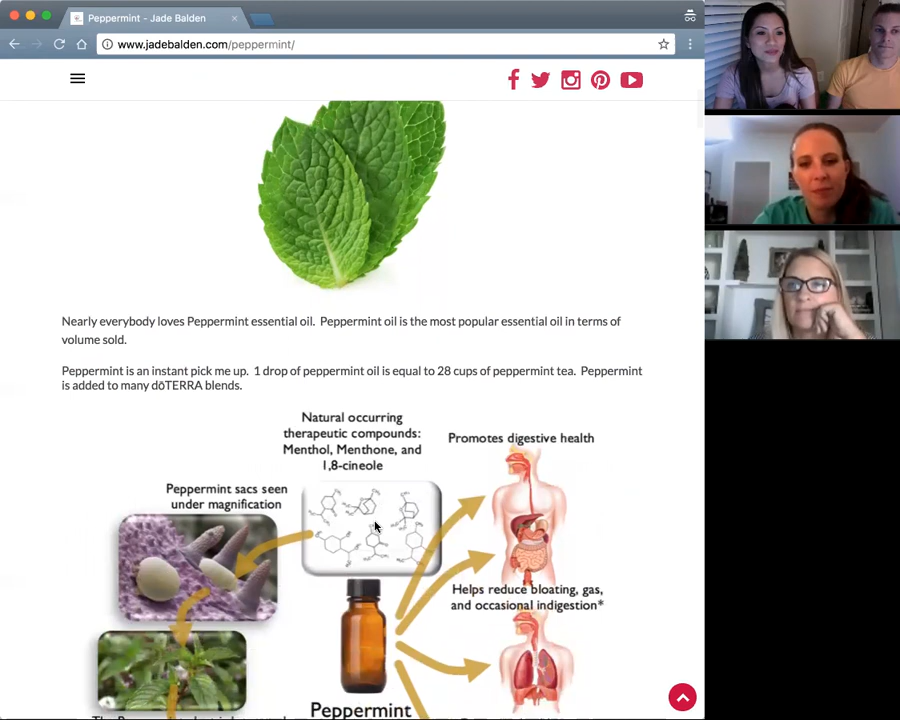 Peppermint - Jade Balden
www.jadebalden.com/peppermint/
Nearly everybody loves Peppermint essential oil.  Peppermint oil is the most popular essential oil in terms of
volume sold.
Peppermint is an instant pick me up.  1 drop of peppermint oil is equal to 28 cups of peppermint tea.  Peppermint
is added to many dōTERRA blends.
Natural occurring
therapeutic compounds:
Menthol, Menthone, and
1,8-cineole
Promotes digestive health
Peppermint sacs seen
under magnification
Helps reduce bloating, gas,
and occasional indigestion*
Peppermint